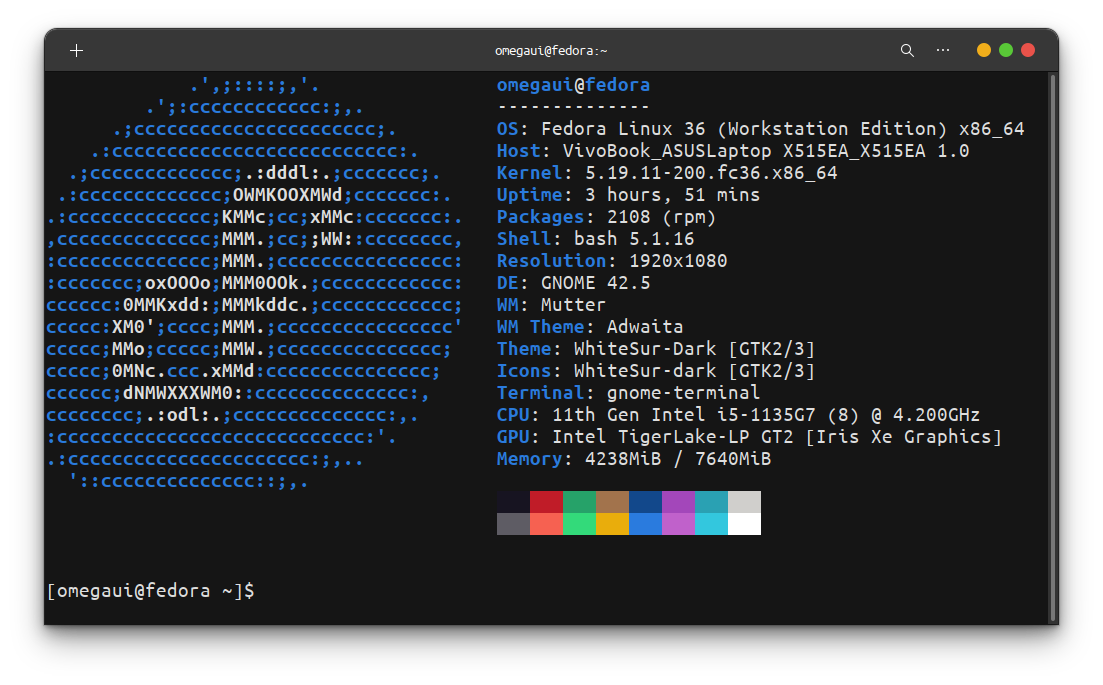 omegaui@fedora:~
             .',;::::;,'.
         .';:cccccccccccc:;,.
      .;cccccccccccccccccccccc;.
    .:cccccccccccccccccccccccccc:.
  .;ccccccccccccc;.:dddl:.;ccccccc;.
 .:ccccccccccccc;OWMKOOXMWd;ccccccc:.
.:ccccccccccccc;KMMc;cc;xMMc:ccccccc:.
,cccccccccccccc;MMM.;cc;;WW::cccccccc,
:cccccccccccccc;MMM.;cccccccccccccccc:
:ccccccc;oxOOOo;MMM0OOk.;cccccccccccc:
cccccc:0MMKxdd:;MMMkddc.;cccccccccccc;
ccccc:XM0';cccc;MMM.;cccccccccccccccc'
ccccc;MMo;ccccc;MMW.;ccccccccccccccc;
ccccc;0MNc.ccc.xMMd:ccccccccccccccc;
cccccc;dNMWXXXWM0::cccccccccccccc:,
cccccccc;.:odl:.;cccccccccccccc:,.
:cccccccccccccccccccccccccccc:'.
.:cccccccccccccccccccccc:;,..
  '::cccccccccccccc::;,.
omegaui@fedora
--------------
OS: Fedora Linux 36 (Workstation Edition) x86_64
Host: VivoBook_ASUSLaptop X515EA_X515EA 1.0
Kernel: 5.19.11-200.fc36.x86_64
Uptime: 3 hours, 51 mins
Packages: 2108 (rpm)
Shell: bash 5.1.16
Resolution: 1920x1080
DE: GNOME 42.5
WM: Mutter
WM Theme: Adwaita
Theme: WhiteSur-Dark [GTK2/3]
Icons: WhiteSur-dark [GTK2/3]
Terminal: gnome-terminal
CPU: 11th Gen Intel i5-1135G7 (8) @ 4.200GHz
GPU: Intel TigerLake-LP GT2 [Iris Xe Graphics]
Memory: 4238MiB / 7640MiB
[omegaui@fedora ~]$